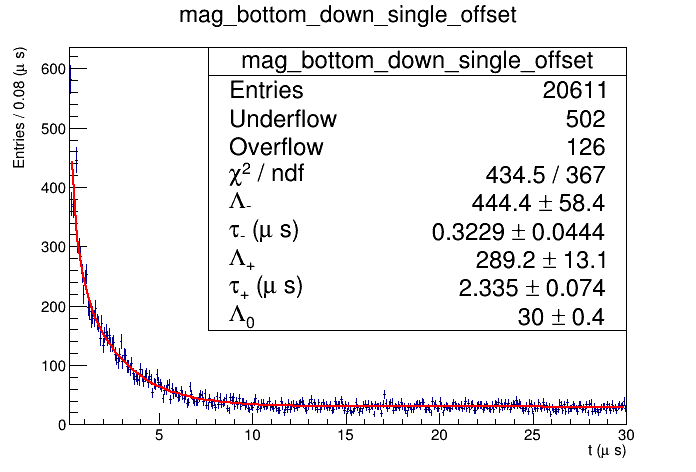 mag_bottom_down_single_offset
Entries / 0.08 (μ s)
mag_bottom_down_single_offset
Entries 20611
Underflow 502
Overflow 126
χ² / ndf 434.5 / 367
Λ₋ 444.4 ± 58.4
τ₋ (μ s) 0.3229 ± 0.0444
Λ₊ 289.2 ± 13.1
τ₊ (μ s) 2.335 ± 0.074
Λ₀ 30 ± 0.4
600
500
400
300
200
100
0
5 10 15 20 25 30
t (μ s)